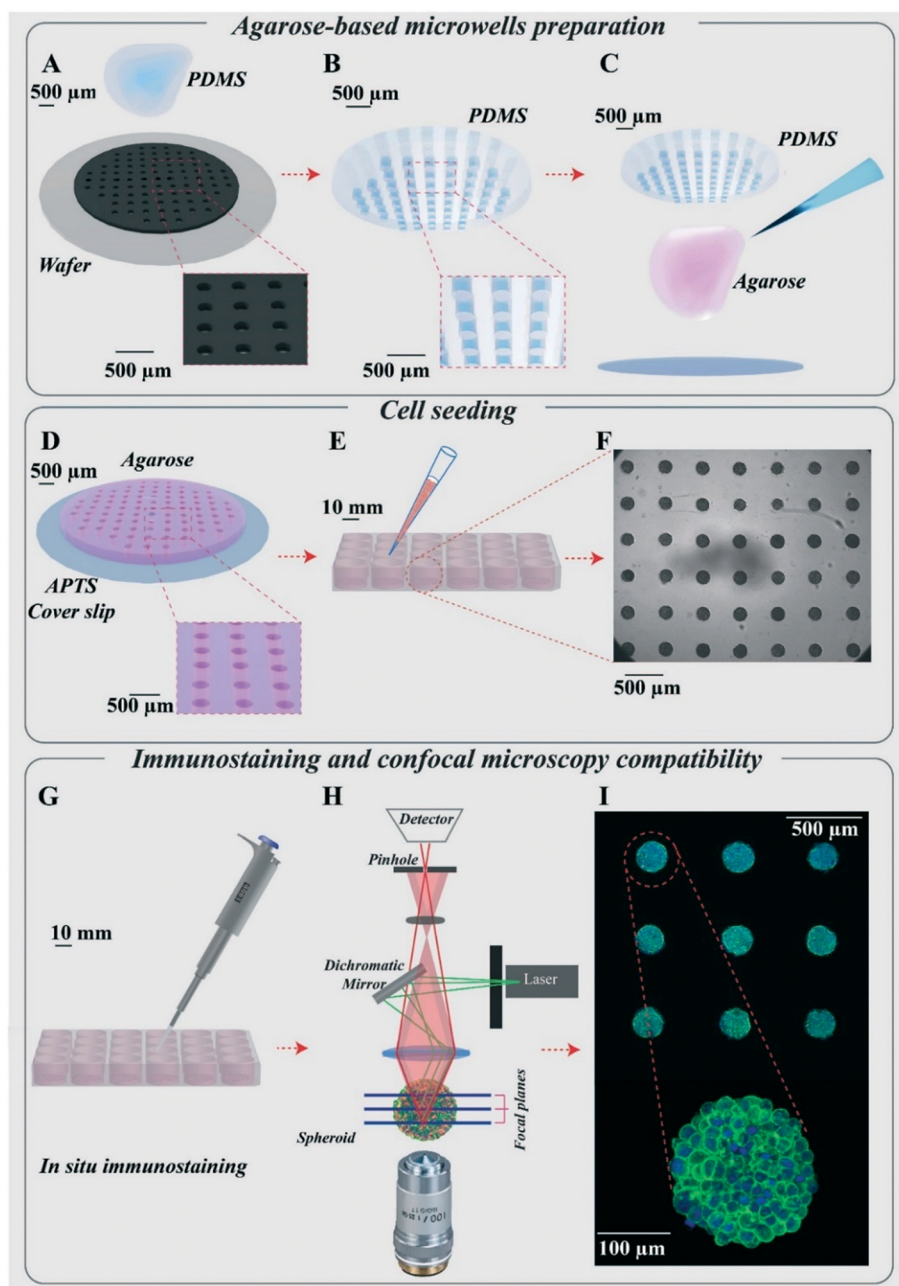 Agarose-based microwells preparation
A
500 µm
PDMS
Wafer
500 µm
B
500 µm
PDMS
500 µm
C
500 µm
PDMS
Agarose
Cell seeding
D
500 µm
Agarose
APTS
Cover slip
500 µm
E
10 mm
F
500 µm
Immunostaining and confocal microscopy compatibility
G
10 mm
In situ immunostaining
H
Detector
Pinhole
Dichromatic
Mirror
Laser
Focal planes
Spheroid
I
500 µm
100 µm